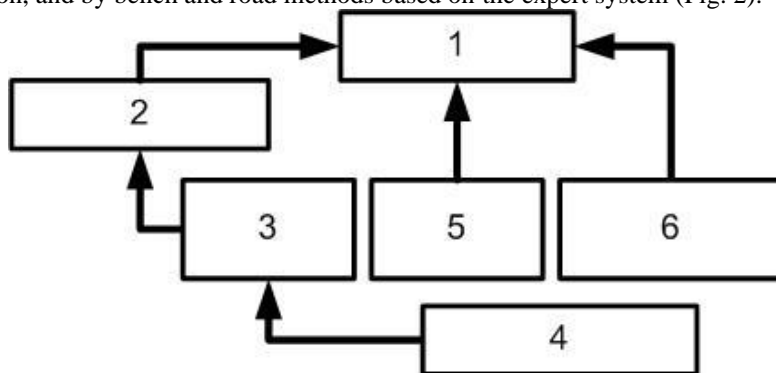 on, and by bench and road methods based on the expert system (Fig. 2).
1
2
3 5 6
4